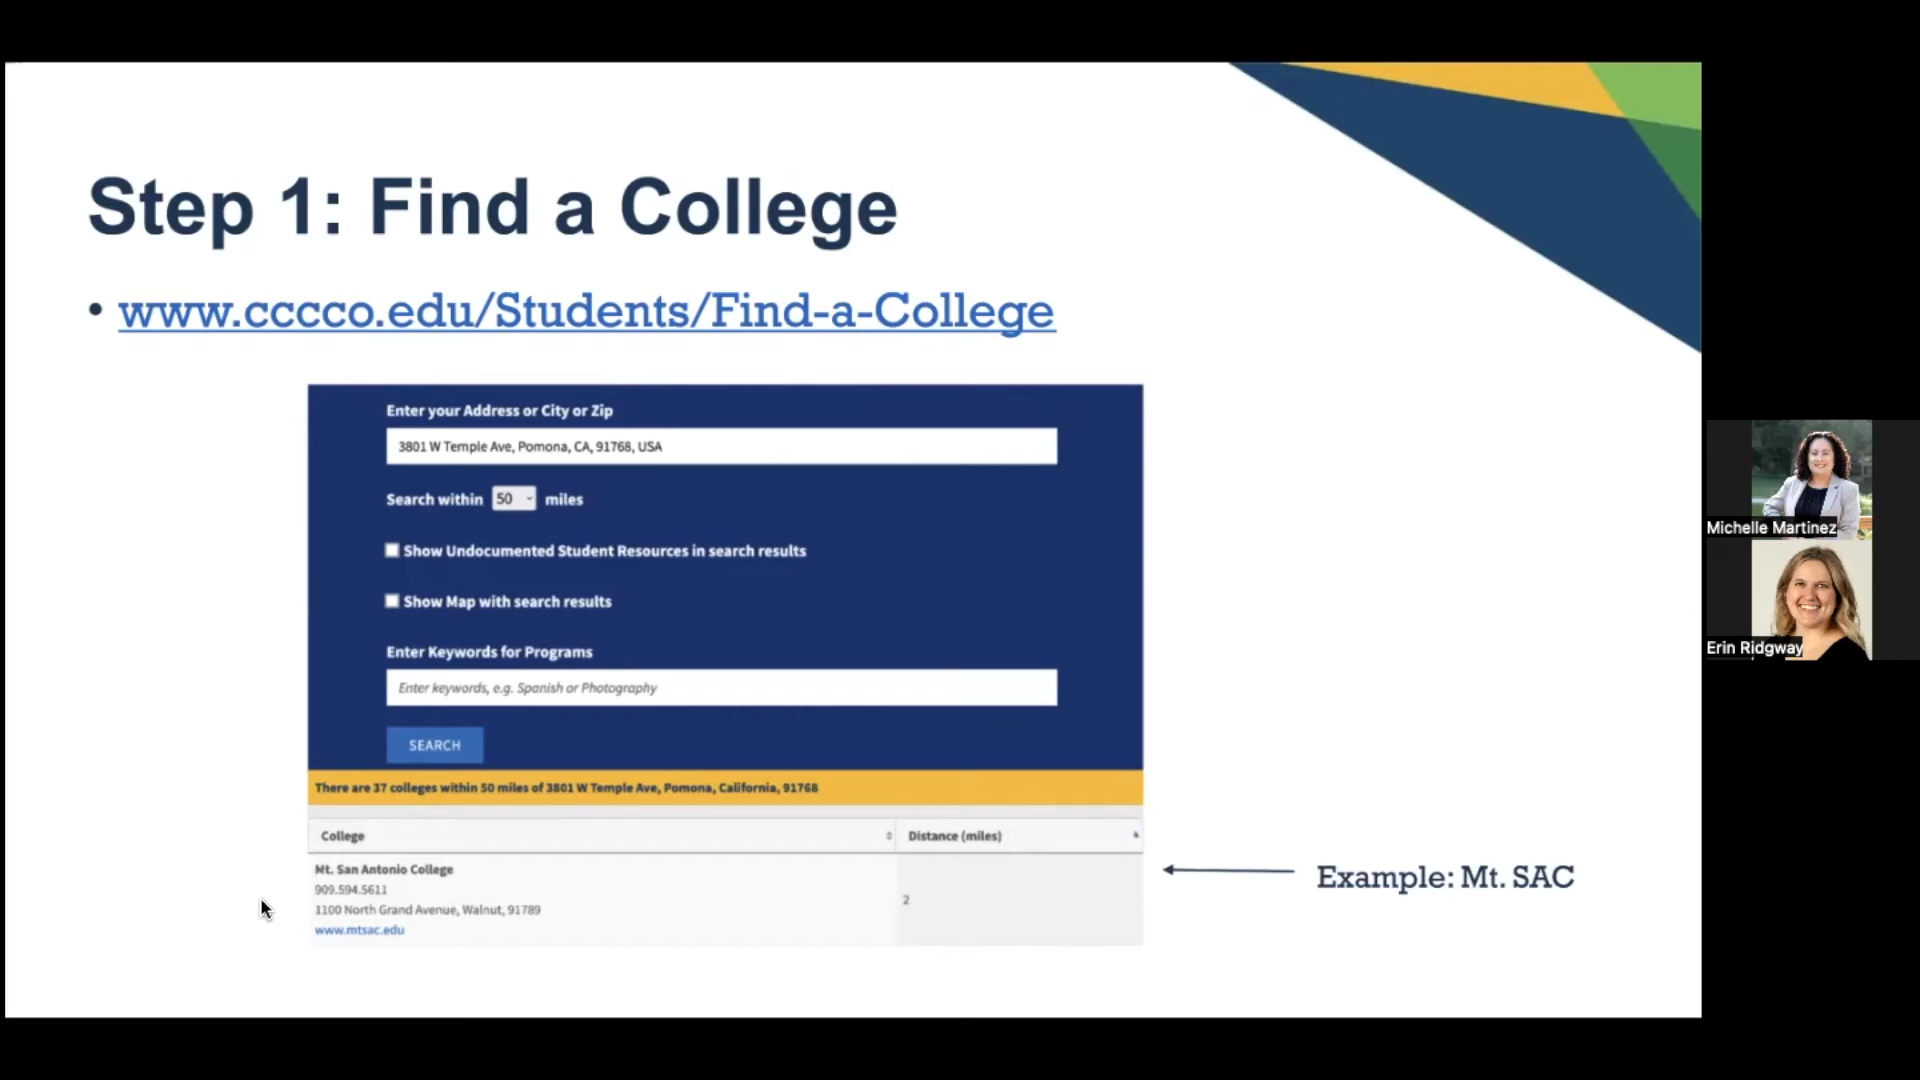 Step 1: Find a College
• www.cccco.edu/Students/Find-a-College
Enter your Address or City or Zip
3801 W Temple Ave, Pomona, CA, 91768, USA
Search within 50 miles
Show Undocumented Student Resources in search results
Show Map with search results
Enter Keywords for Programs
Enter keywords, e.g. Spanish or Photography
SEARCH
There are 37 colleges within 50 miles of 3801 W Temple Ave, Pomona, California, 91768
College Distance (miles)
Mt. San Antonio College
909.594.5611
1100 North Grand Avenue, Walnut, 91789
www.mtsac.edu
2
Example: Mt. SAC
Michelle Martinez
Erin Ridgway